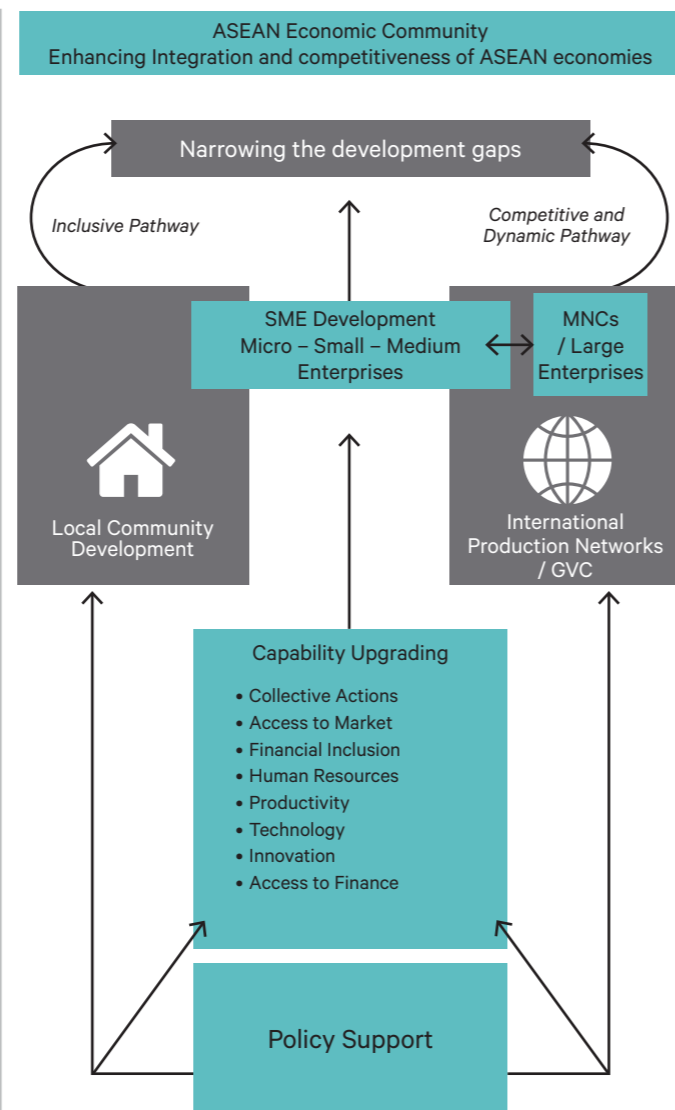 ASEAN Economic Community
Enhancing Integration and competitiveness of ASEAN economies
Narrowing the development gaps
Inclusive Pathway
Competitive and
Dynamic Pathway
SME Development
Micro – Small – Medium
Enterprises
MNCs
/ Large
Enterprises
Local Community
Development
International
Production Networks
/ GVC
Capability Upgrading
• Collective Actions
• Access to Market
• Financial Inclusion
• Human Resources
• Productivity
• Technology
• Innovation
• Access to Finance
Policy Support